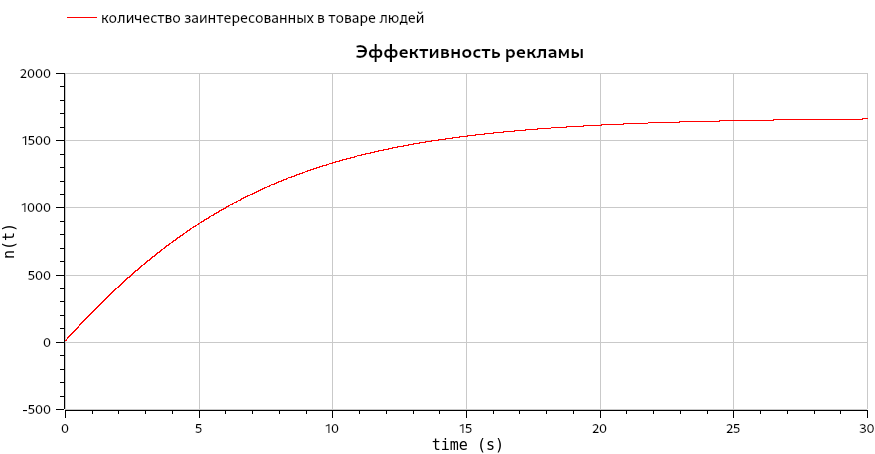 количество заинтересованных в товаре людей
Эффективность рекламы
2000
1500
1000
500
0
-500
n(t)
0 5 10 15 20 25 30
time (s)